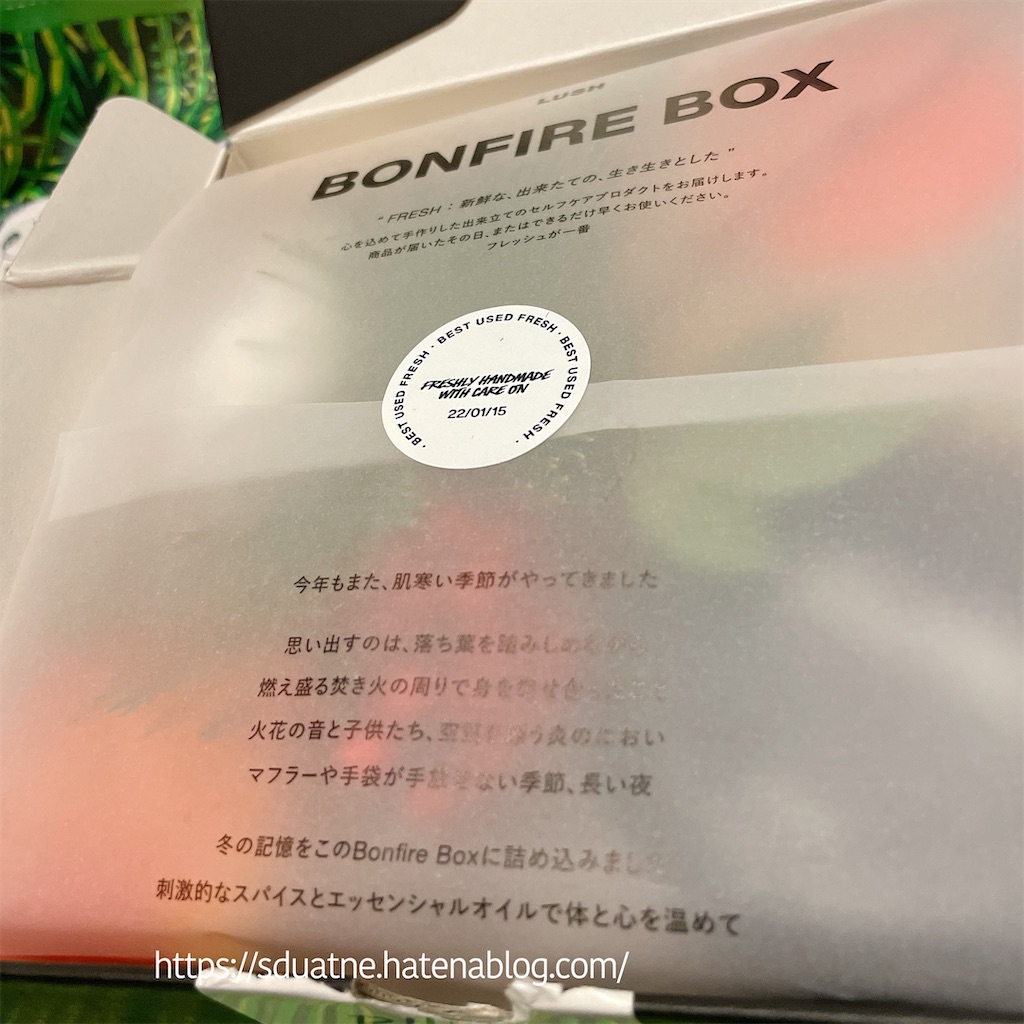 LUSH
BONFIRE BOX
“ FRESH : 新鮮な、出来たての、生き生きとした ”
心を込めて手作りした出来立てのセルフケアプロダクトをお届けします。
商品が届いたその日、またはできるだけ早くお使いください。
フレッシュが一番
BEST USED FRESH · BEST USED FRESH · BEST USED FRESH ·
FRESHLY HANDMADE
WITH CARE ON
22/01/15
今年もまた、肌寒い季節がやってきました
思い出すのは、落ち葉を踏みしめ
燃え盛る焚き火の周りで身を寄せ合
火花の音と子供たち、 炎のにおい
マフラーや手袋が手放せない季節、長い夜
冬の記憶をこのBonfire Boxに詰め込みまし
刺激的なスパイスとエッセンシャルオイルで体と心を温めて
https://sduatne.hatenablog.com/